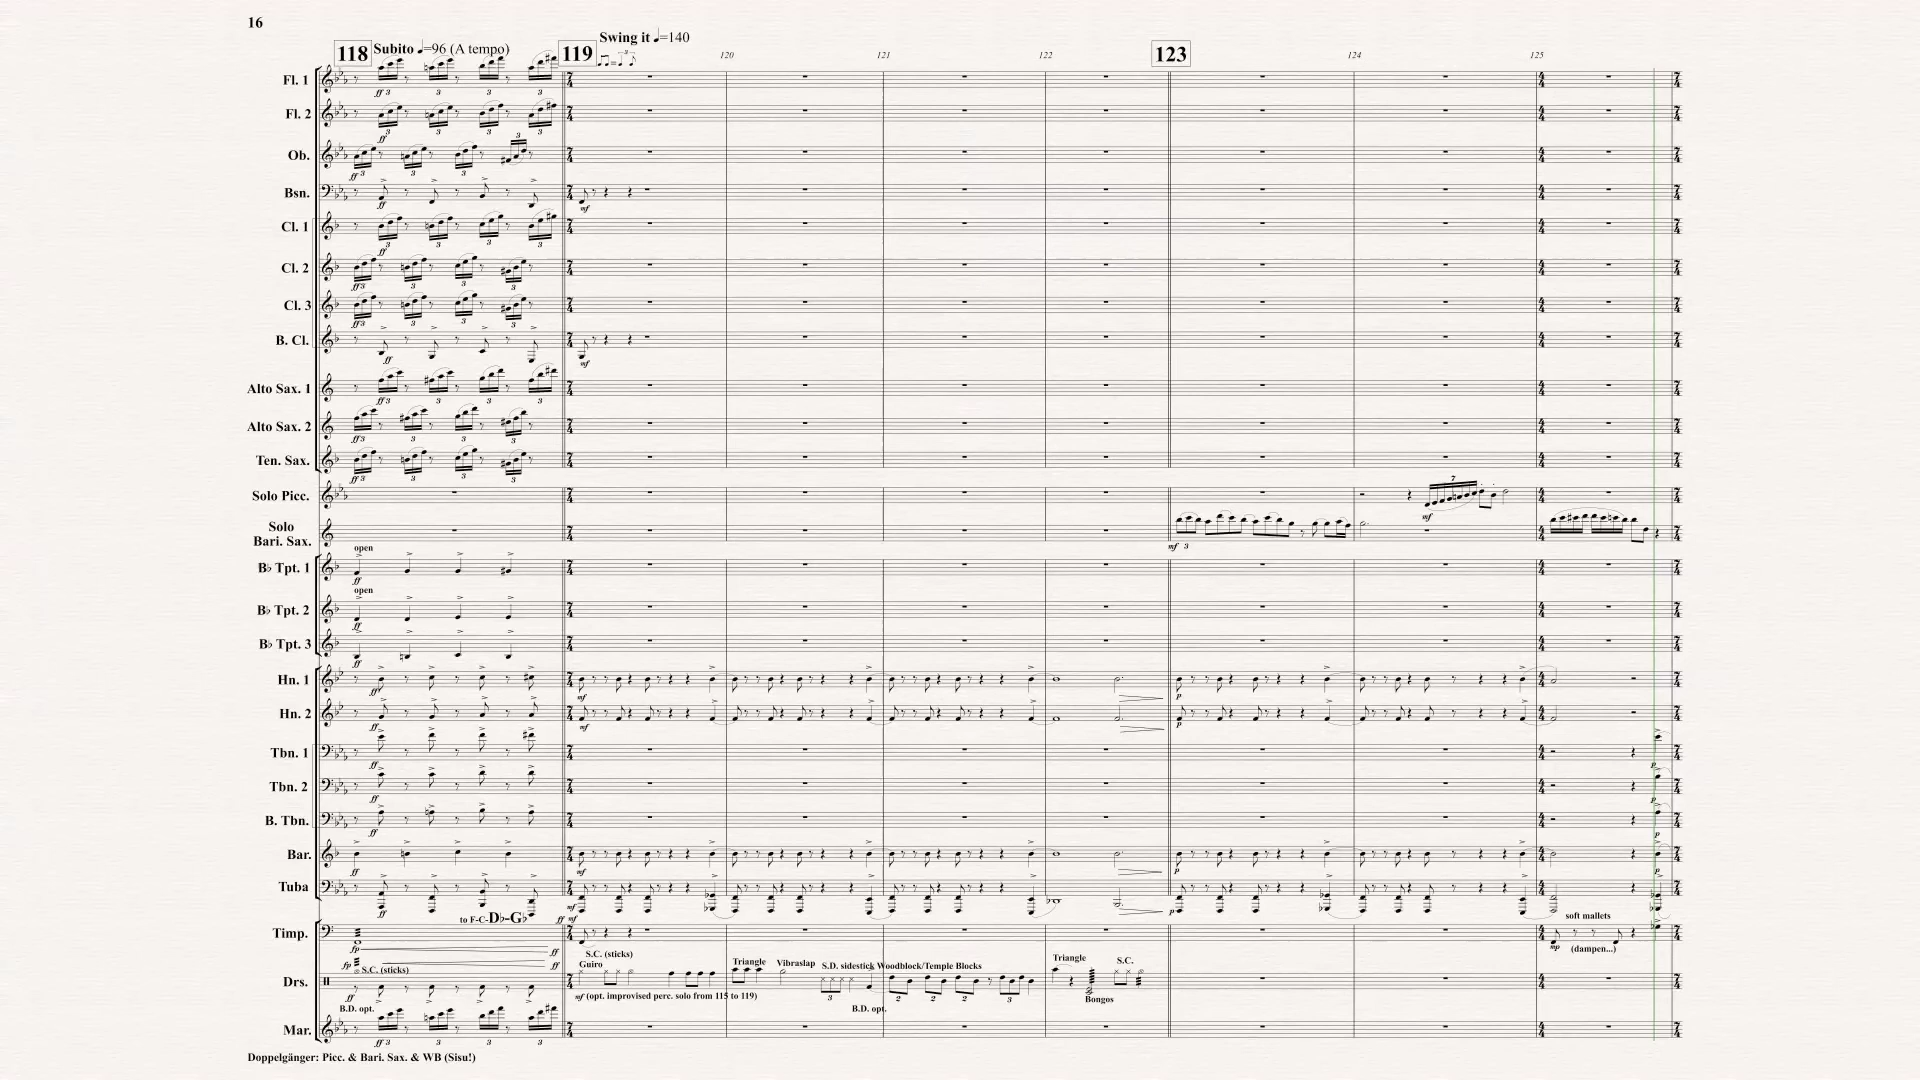 16
118 Subito ♩=96 (A tempo) 119 Swing it ♩=140 120 121 122 123 124 125
Fl. 1
Fl. 2
Ob.
Bsn.
Cl. 1
Cl. 2
Cl. 3
B. Cl.
Alto Sax. 1
Alto Sax. 2
Ten. Sax.
Solo Picc.
Solo
Bari. Sax.
open
B♭ Tpt. 1
open
B♭ Tpt. 2
B♭ Tpt. 3
Hn. 1
Hn. 2
Tbn. 1
Tbn. 2
B. Tbn.
Bar.
Tuba
to F-C-D♭-G♭ soft mallets
Timp.
(dampen...)
S.C. (sticks)
S.C. (sticks) Guiro Triangle Vibraslap S.D. sidestick Woodblock/Temple Blocks Triangle S.C.
Drs.
mf (opt. improvised perc. solo from 115 to 119) Bongos
B.D. opt. B.D. opt.
Mar.
Doppelgänger: Picc. & Bari. Sax. & WB (Sisu!)